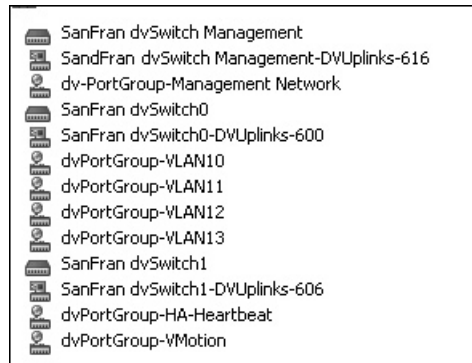 SanFran dvSwitch Management
SandFran dvSwitch Management-DVUplinks-616
dv-PortGroup-Management Network
SanFran dvSwitch0
SanFran dvSwitch0-DVUplinks-600
dvPortGroup-VLAN10
dvPortGroup-VLAN11
dvPortGroup-VLAN12
dvPortGroup-VLAN13
SanFran dvSwitch1
SanFran dvSwitch1-DVUplinks-606
dvPortGroup-HA-Heartbeat
dvPortGroup-VMotion